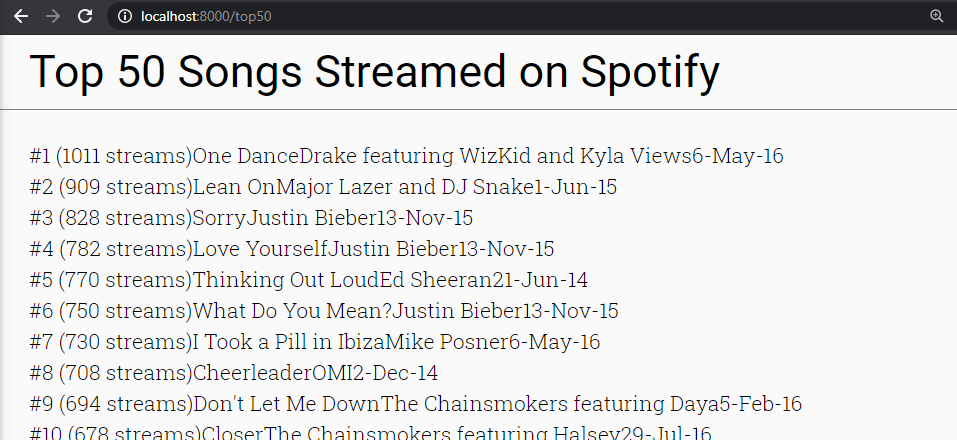 localhost:8000/top50
Top 50 Songs Streamed on Spotify
#1 (1011 streams)One DanceDrake featuring WizKid and Kyla Views6-May-16
#2 (909 streams)Lean OnMajor Lazer and DJ Snake1-Jun-15
#3 (828 streams)SorryJustin Bieber13-Nov-15
#4 (782 streams)Love YourselfJustin Bieber13-Nov-15
#5 (770 streams)Thinking Out LoudEd Sheeran21-Jun-14
#6 (750 streams)What Do You Mean?Justin Bieber13-Nov-15
#7 (730 streams)I Took a Pill in IbizaMike Posner6-May-16
#8 (708 streams)CheerleaderOMI2-Dec-14
#9 (694 streams)Don't Let Me DownThe Chainsmokers featuring Daya5-Feb-16
#10 (678 streams)CloserThe Chainsmokers featuring Halsey29-Jul-16